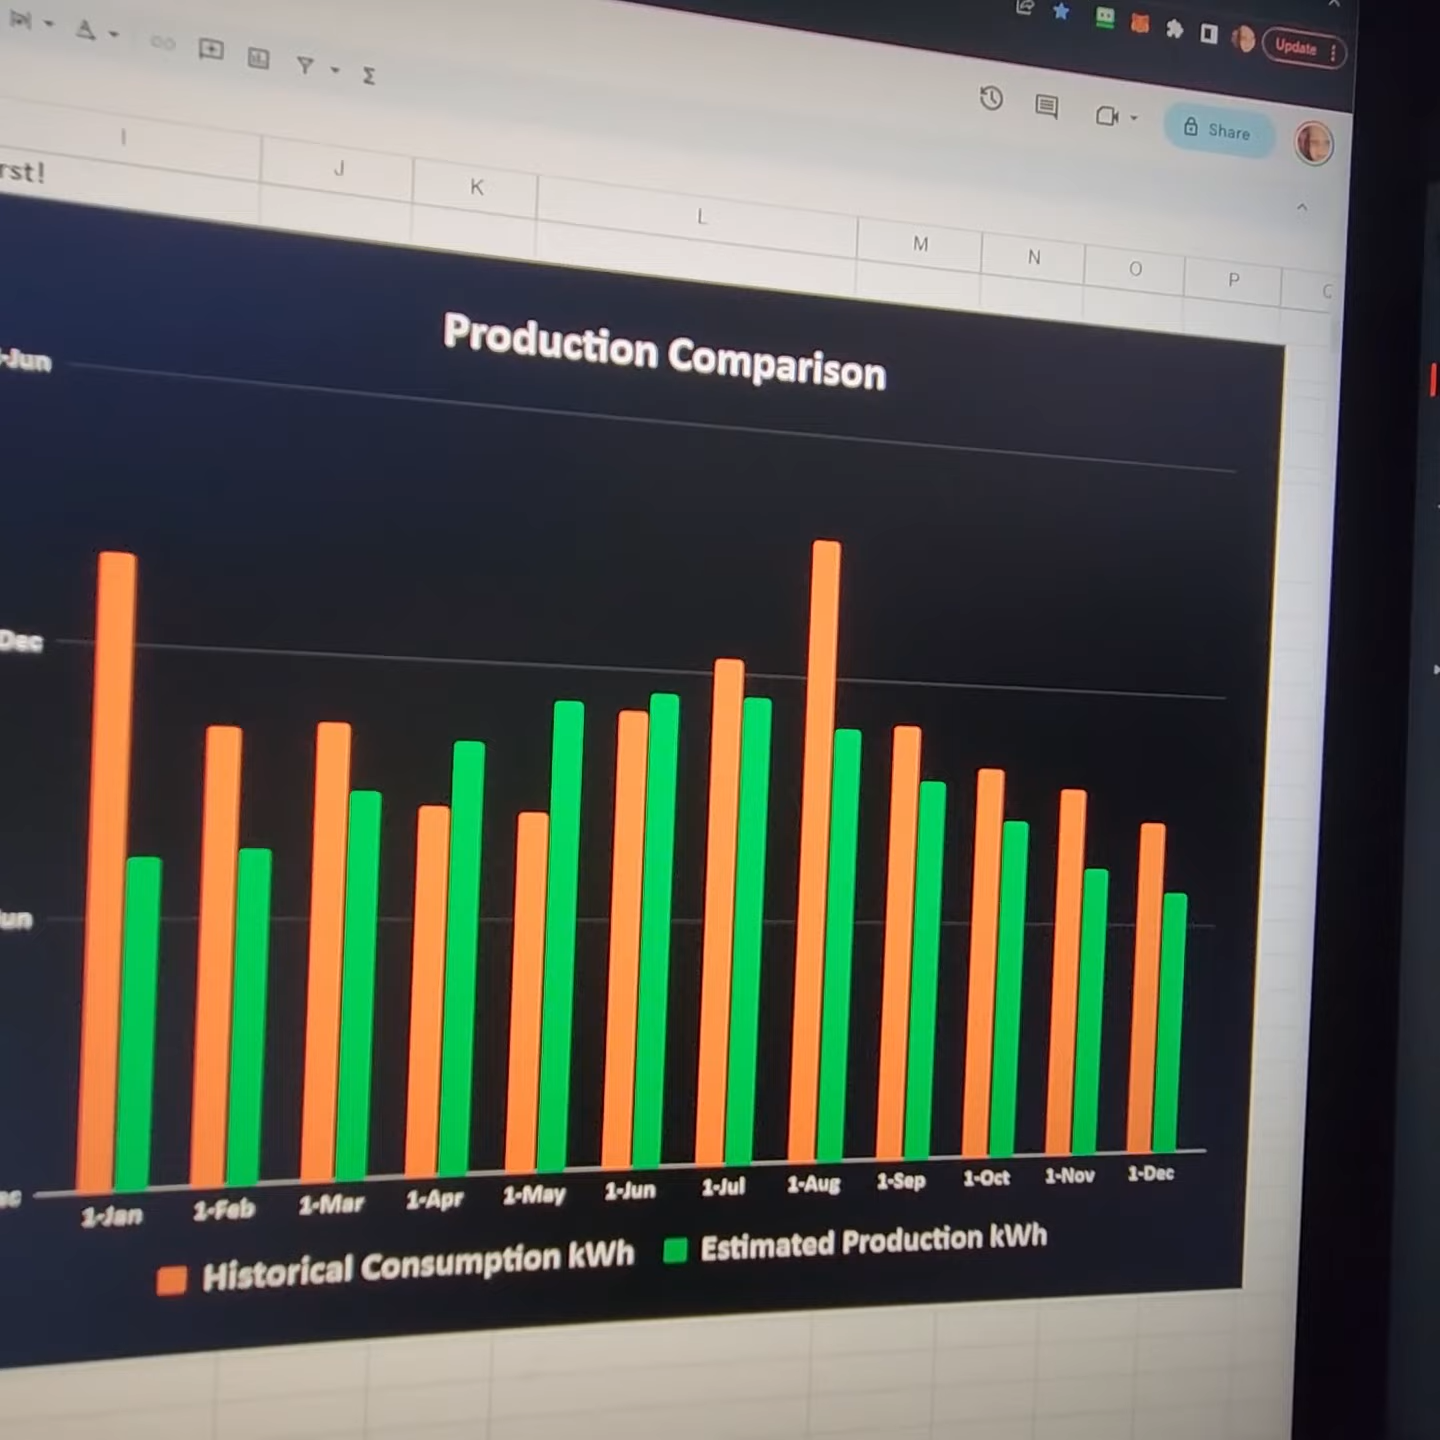 Update
Share
I
J
K
L
M
N
O
P
rst!
Production Comparison
-Jun
Dec
un
ec
1-Jan
1-Feb
1-Mar
1-Apr
1-May
1-Jun
1-Jul
1-Aug
1-Sep
1-Oct
1-Nov
1-Dec
Historical Consumption kWh
Estimated Production kWh